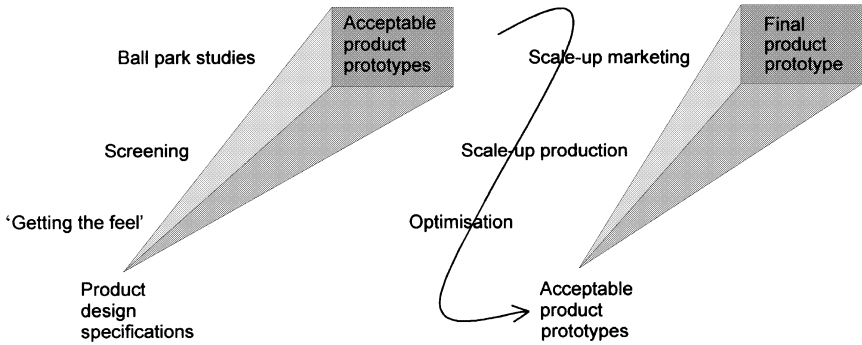 Acceptable
product
prototypes
Ball park studies
Screening
‘Getting the feel’
Product
design
specifications
Final
product
prototype
Scale-up marketing
Scale-up production
Optimisation
Acceptable
product
prototypes